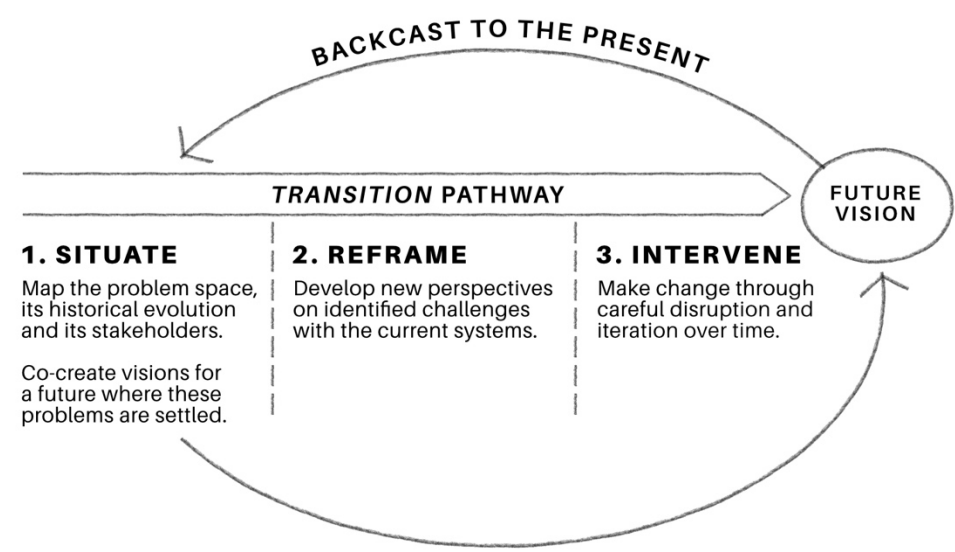 BACKCAST TO THE PRESENT
TRANSITION PATHWAY
FUTURE
VISION
1. SITUATE
Map the problem space,
its historical evolution
and its stakeholders.
Co-create visions for
a future where these
problems are settled.
2. REFRAME
Develop new perspectives
on identified challenges
with the current systems.
3. INTERVENE
Make change through
careful disruption and
iteration over time.